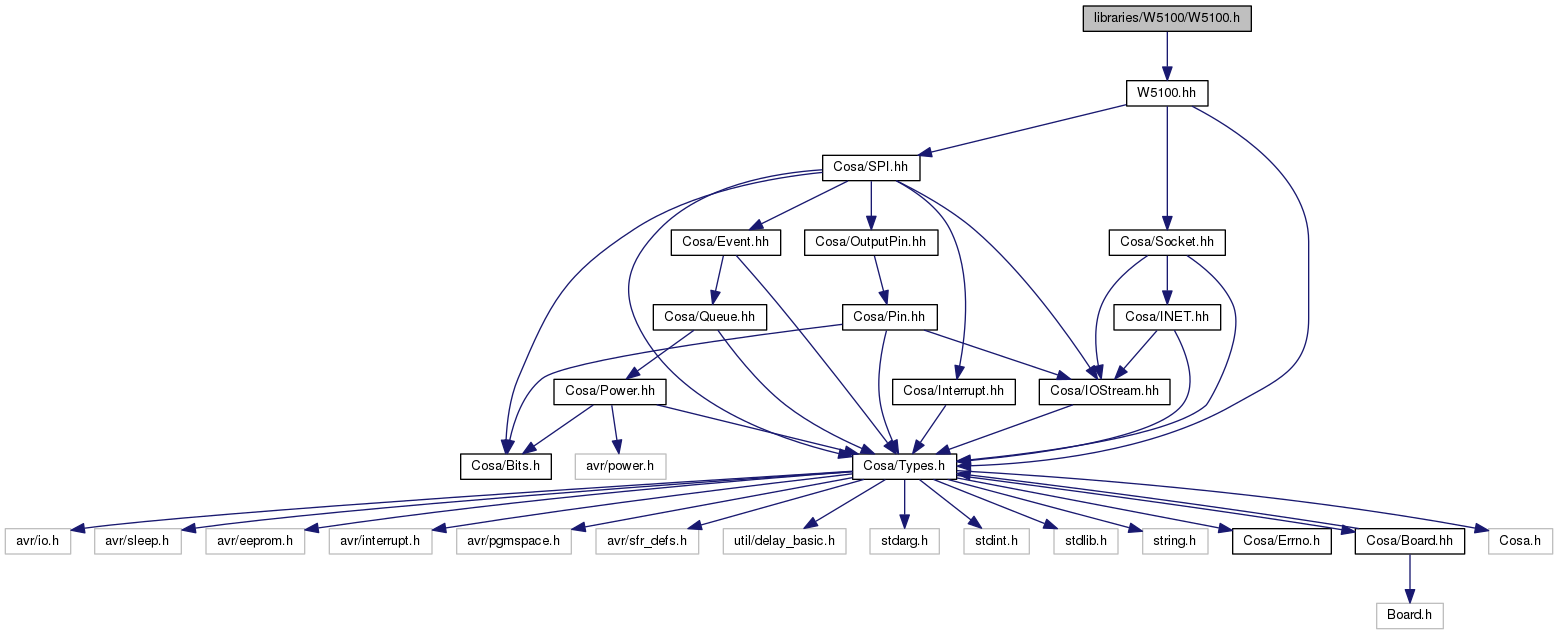 libraries/W5100/W5100.h
W5100.hh
Cosa/SPI.hh
Cosa/Event.hh
Cosa/OutputPin.hh
Cosa/Socket.hh
Cosa/Queue.hh
Cosa/Pin.hh
Cosa/INET.hh
Cosa/Power.hh
Cosa/Interrupt.hh
Cosa/IOStream.hh
Cosa/Bits.h
avr/power.h
Cosa/Types.h
avr/io.h
avr/sleep.h
avr/eeprom.h
avr/interrupt.h
avr/pgmspace.h
avr/sfr_defs.h
util/delay_basic.h
stdarg.h
stdint.h
stdlib.h
string.h
Cosa/Errno.h
Cosa/Board.hh
Cosa.h
Board.h